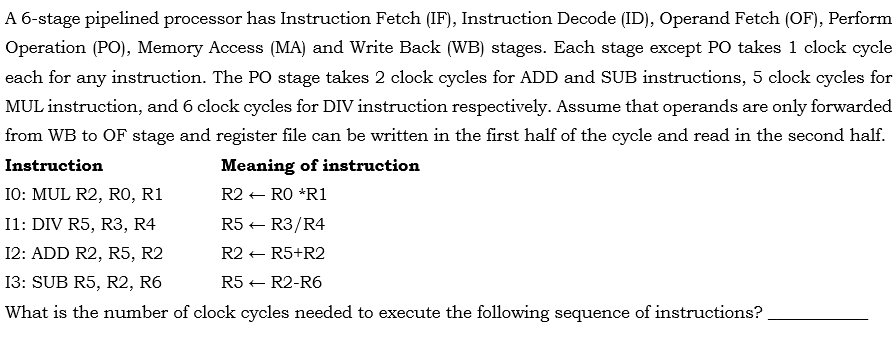 A 6-stage pipelined processor has Instruction Fetch (IF), Instruction Decode (ID), Operand Fetch (OF), Perform
Operation (PO), Memory Access (MA) and Write Back (WB) stages. Each stage except PO takes 1 clock cycle
each for any instruction. The PO stage takes 2 clock cycles for ADD and SUB instructions, 5 clock cycles for
MUL instruction, and 6 clock cycles for DIV instruction respectively. Assume that operands are only forwarded
from WB to OF stage and register file can be written in the first half of the cycle and read in the second half.
Instruction Meaning of instruction
I0: MUL R2, R0, R1 R2 ← R0 *R1
I1: DIV R5, R3, R4 R5 ← R3/R4
I2: ADD R2, R5, R2 R2 ← R5+R2
I3: SUB R5, R2, R6 R5 ← R2-R6
What is the number of clock cycles needed to execute the following sequence of instructions? ____________